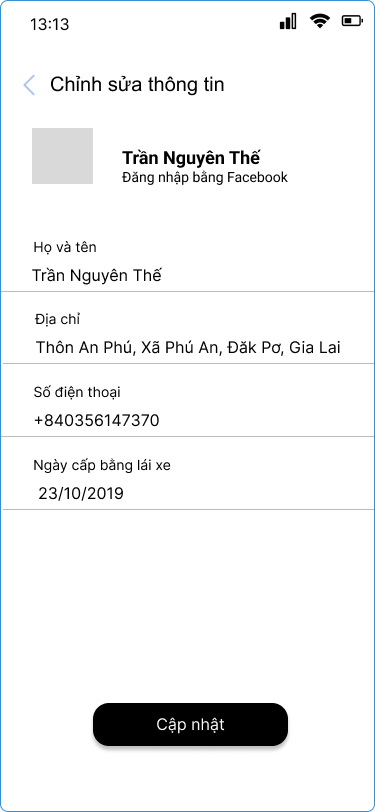 13:13
Chỉnh sửa thông tin
Trần Nguyên Thế
Đăng nhập bằng Facebook
Họ và tên
Trần Nguyên Thế
Địa chỉ
Thôn An Phú, Xã Phú An, Đăk Pơ, Gia Lai
Số điện thoại
+840356147370
Ngày cấp bằng lái xe
23/10/2019
Cập nhật